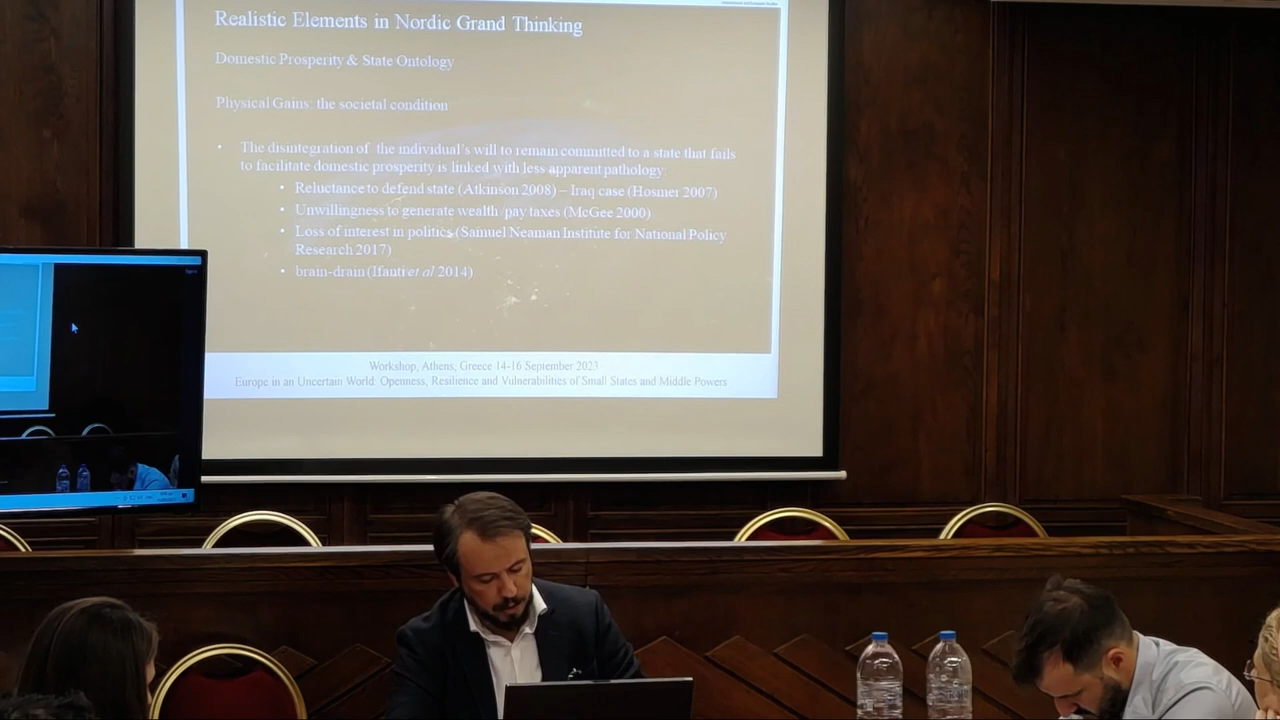 Realistic Elements in Nordic Grand Thinking
Domestic Prosperity & State Ontology
Physical Gains: the societal condition
• The disintegration of the individual's will to remain committed to a state that fails
to facilitate domestic prosperity is linked with less apparent pathology:
• Reluctance to defend state (Atkinson 2008) – Iraq case (Hosmer 2007)
• Unwillingness to generate wealth /pay taxes (McGee 2000)
• Loss of interest in politics (Samuel Neaman Institute for National Policy
Research 2017)
• brain-drain (Ifanti et al 2014)
Workshop, Athens, Greece 14-16 September 2023
Europe in an Uncertain World: Openness, Resilience and Vulnerabilities of Small States and Middle Powers